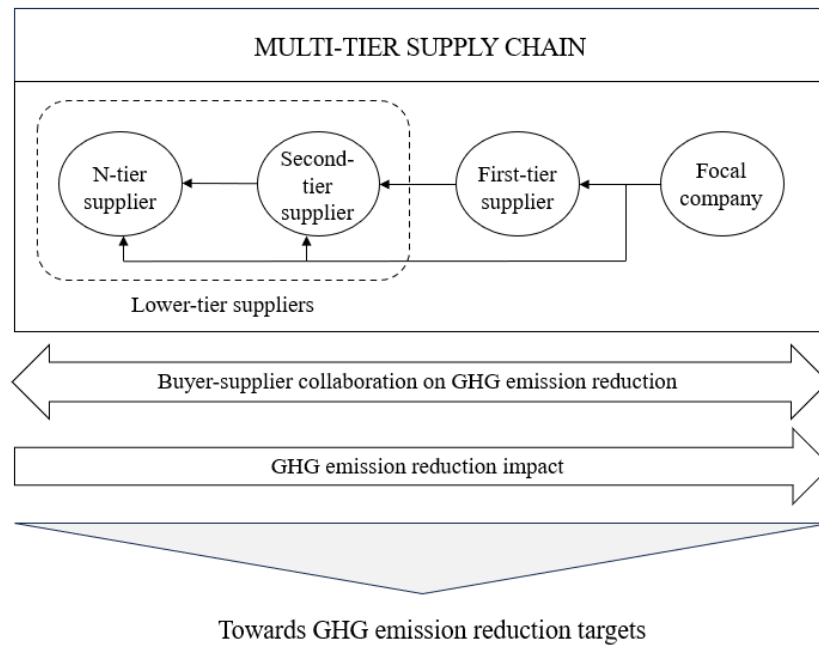 MULTI-TIER SUPPLY CHAIN
N-tier
supplier
Second-
tier
supplier
First-tier
supplier
Focal
company
Lower-tier suppliers
Buyer-supplier collaboration on GHG emission reduction
GHG emission reduction impact
Towards GHG emission reduction targets